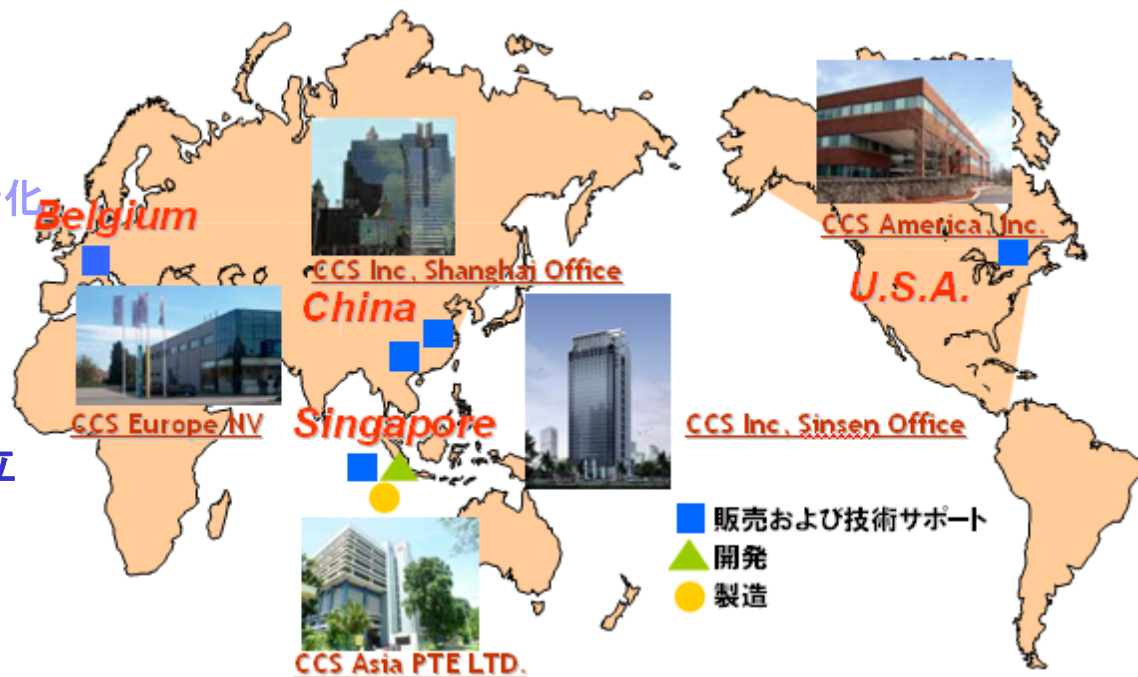 化
Belgium
CCS America, Inc.
CCS Inc, Shanghai Office
U.S.A.
China
CCS Europe NV
Singapore
CCS Inc, Sinsen Office
立
販売および技術サポート
開発
製造
CCS Asia PTE LTD.